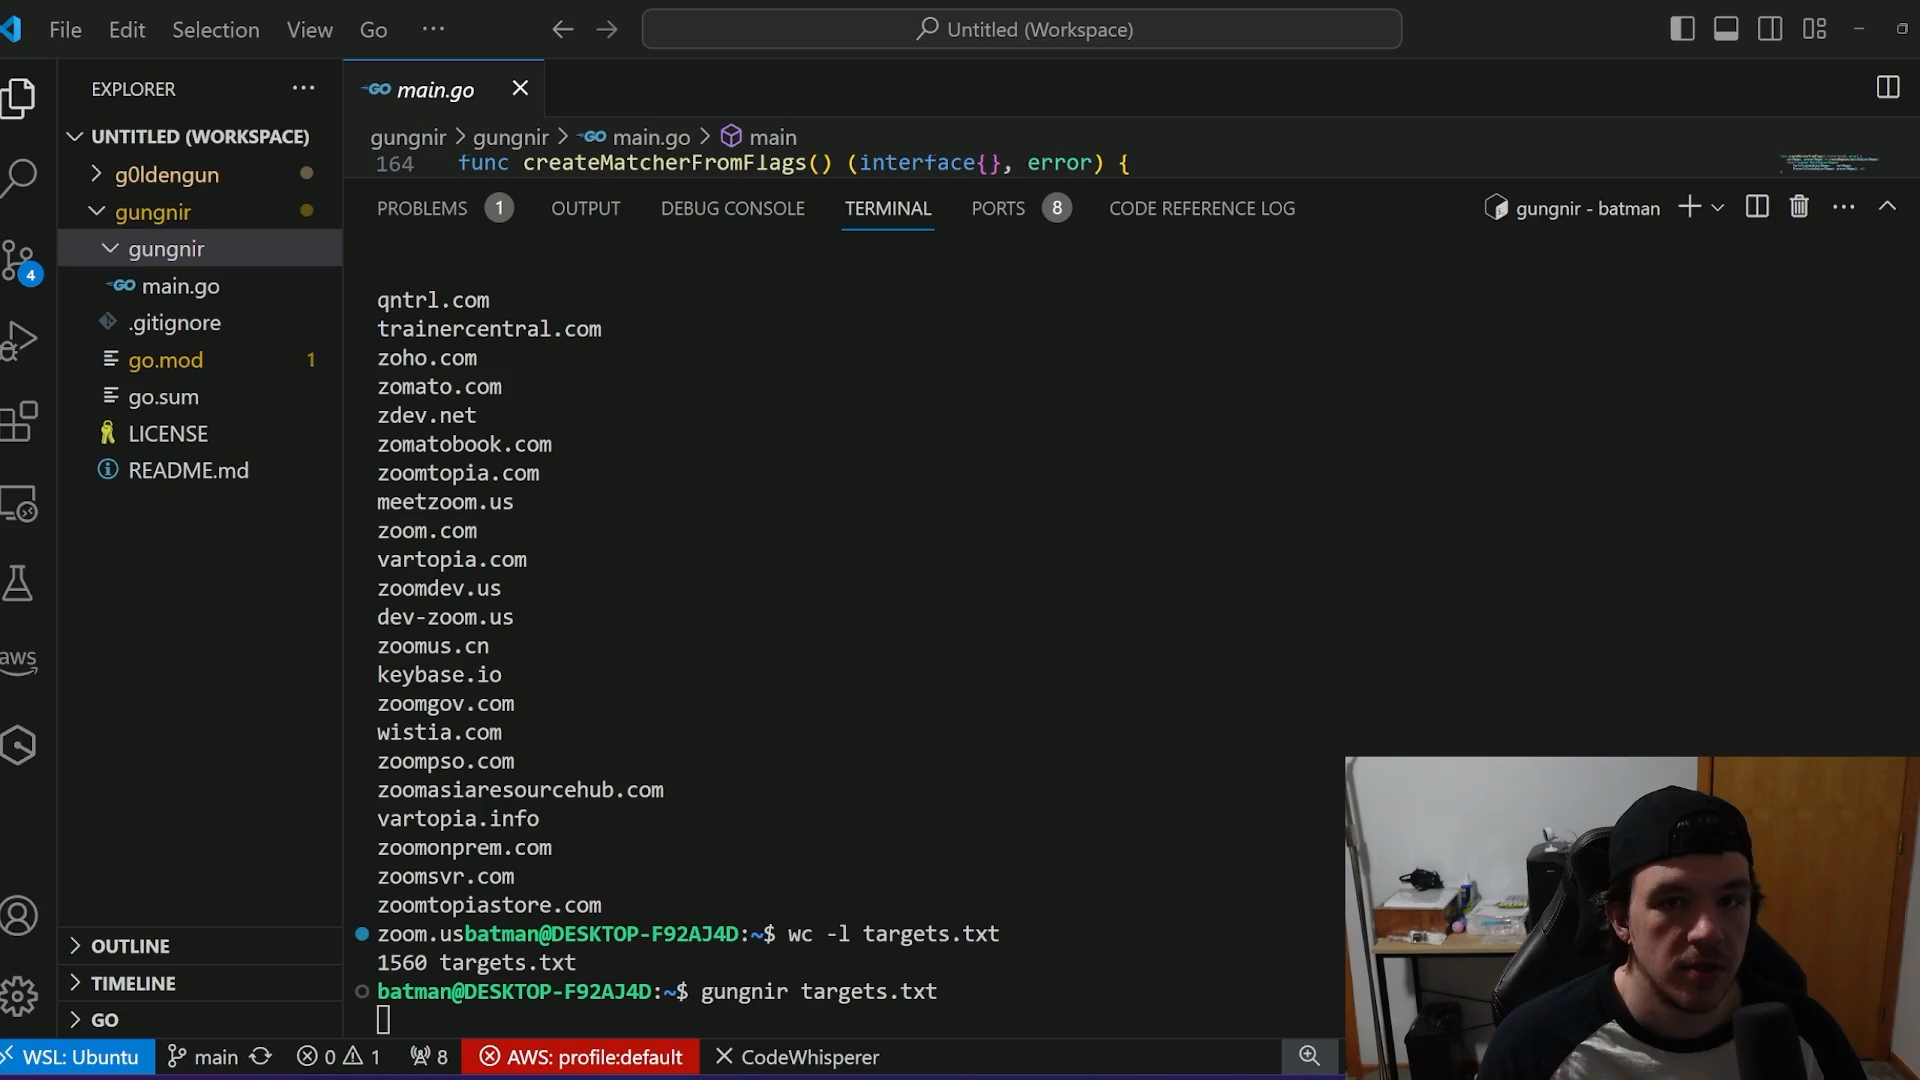 File Edit Selection View Go ··· Untitled (Workspace)
EXPLORER ···
UNTITLED (WORKSPACE)
g0ldengun
gungnir
gungnir
GO main.go
.gitignore
go.mod 1
go.sum
LICENSE
README.md
OUTLINE
TIMELINE
GO
4
aws
GO main.go
gungnir > gungnir > GO main.go > main
164 func createMatcherFromFlags() (interface{}, error) {
PROBLEMS 1 OUTPUT DEBUG CONSOLE TERMINAL PORTS 8 CODE REFERENCE LOG gungnir - batman
qntrl.com
trainercentral.com
zoho.com
zomato.com
zdev.net
zomatobook.com
zoomtopia.com
meetzoom.us
zoom.com
vartopia.com
zoomdev.us
dev-zoom.us
zoomus.cn
keybase.io
zoomgov.com
wistia.com
zoompso.com
zoomasiaresourcehub.com
vartopia.info
zoomonprem.com
zoomsvr.com
zoomtopiastore.com
zoom.usbatman@DESKTOP-F92AJ4D:~$ wc -l targets.txt
1560 targets.txt
batman@DESKTOP-F92AJ4D:~$ gungnir targets.txt
WSL: Ubuntu main 0 1 8 AWS: profile:default CodeWhisperer